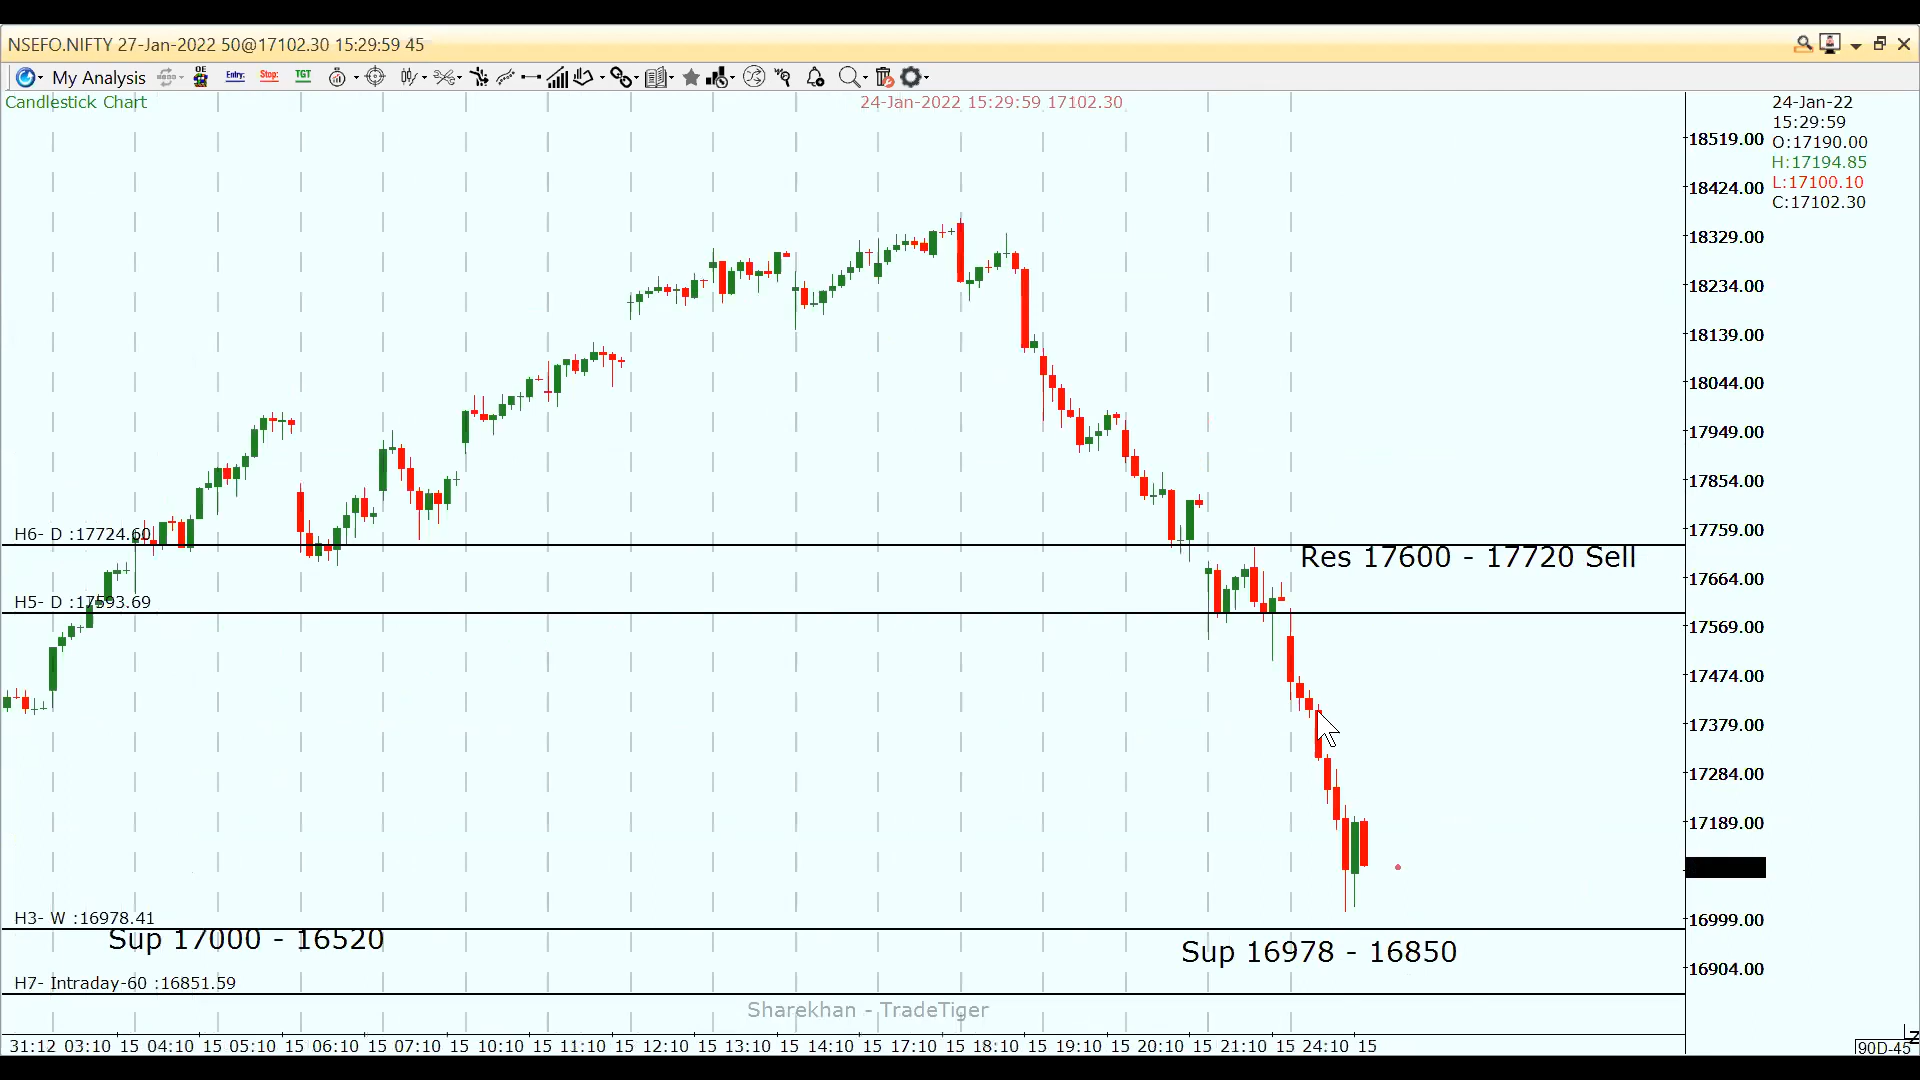 NSEFO.NIFTY 27-Jan-2022 50@17102.30 15:29:59 45
My Analysis OE Entry: Stop: TGT
Candlestick Chart
24-Jan-2022 15:29:59 17102.30
24-Jan-22
15:29:59
O:17190.00
H:17194.85
L:17100.10
C:17102.30
18519.00
18424.00
18329.00
18234.00
18139.00
18044.00
17949.00
17854.00
17759.00
17664.00
17569.00
17474.00
17379.00
17284.00
17189.00
16999.00
16904.00
H6- D :17724.60
Res 17600 - 17720 Sell
H5- D :17593.69
H3- W :16978.41
Sup 17000 - 16520
Sup 16978 - 16850
H7- Intraday-60 :16851.59
Sharekhan - TradeTiger
31:12 03:10 15 04:10 15 05:10 15 06:10 15 07:10 15 10:10 15 11:10 15 12:10 15 13:10 15 14:10 15 17:10 15 18:10 15 19:10 15 20:10 15 21:10 15 24:10 15
90D-45